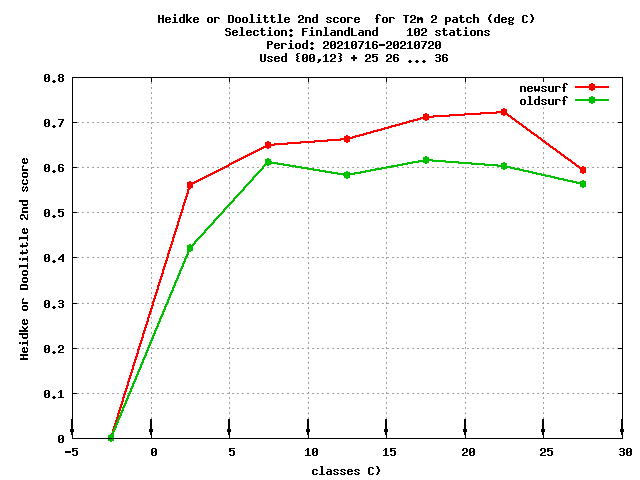 Heidke or Doolittle 2nd score  for T2m 2 patch (deg C)
Selection: FinlandLand    102 stations
Period: 20210716-20210720
Used {00,12} + 25 26 ... 36
newsurf
oldsurf
Heidke or Doolittle 2nd score
0.8
0.7
0.6
0.5
0.4
0.3
0.2
0.1
0
-5 0 5 10 15 20 25 30
classes C)